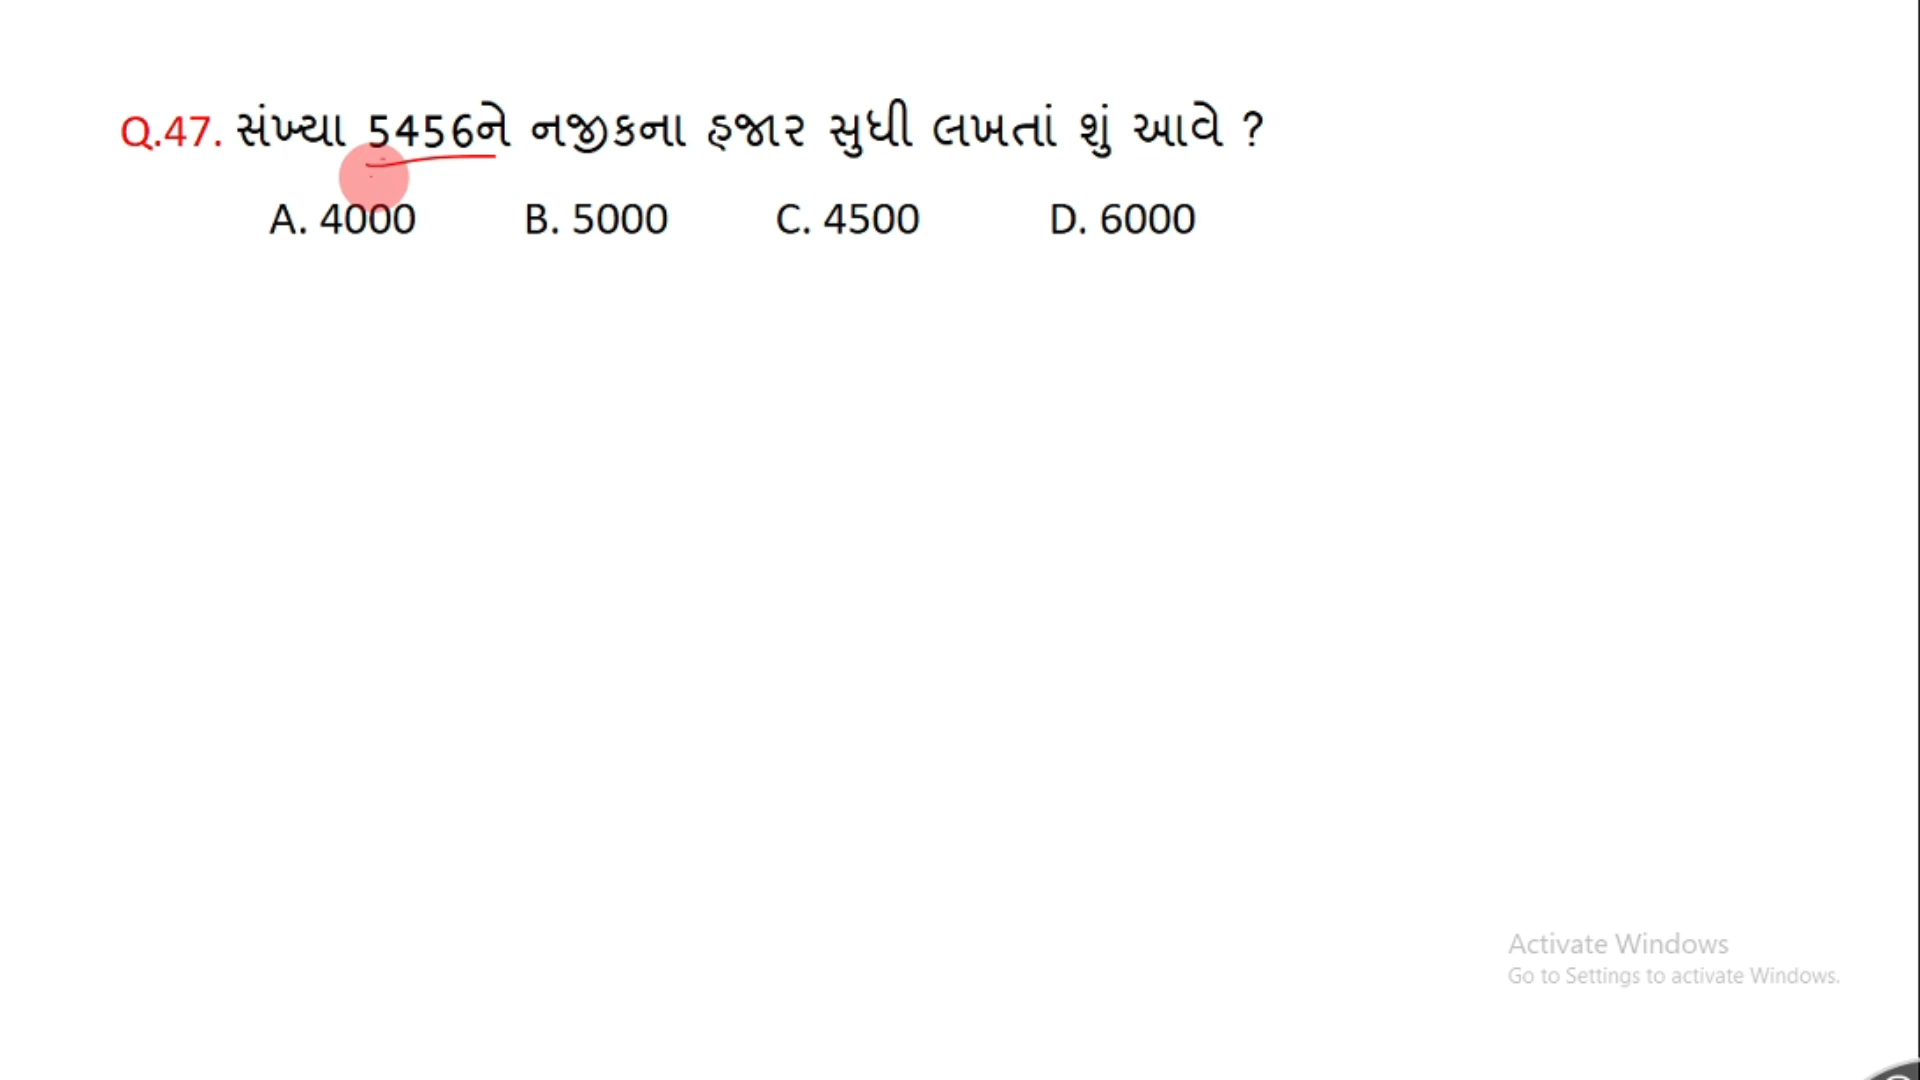 Q.47. સંખ્યા 5456ને નજીકના હજાર સુધી લખતાં શું આવે ?
A. 4000 B. 5000 C. 4500 D. 6000
Activate Windows
Go to Settings to activate Windows.